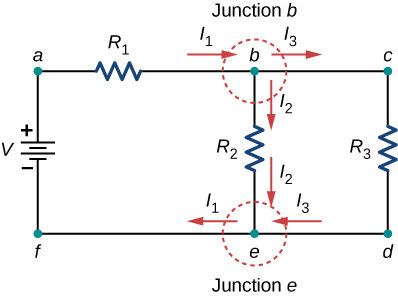 Junction b
I₁
I₃
a
R₁
b
c
I₂
+
V
−
R₂
R₃
I₂
I₁
I₃
f
e
d
Junction e